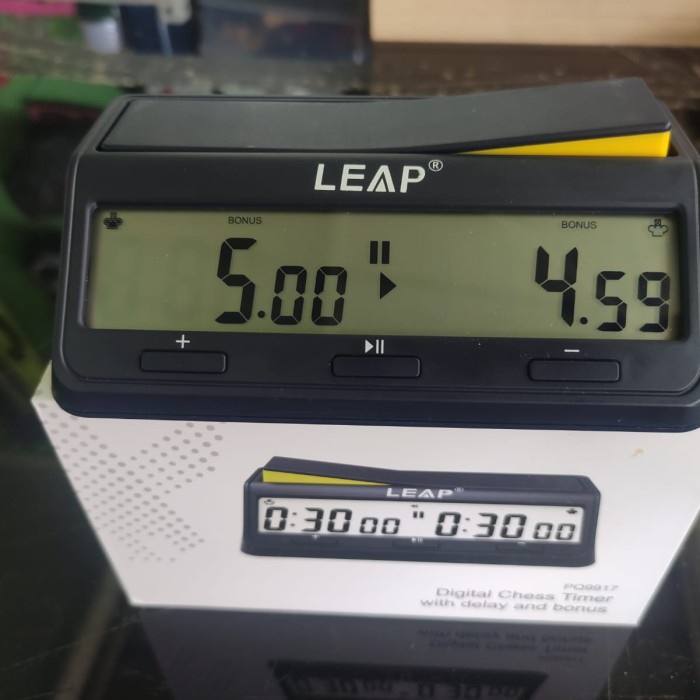 LEAP®
BONUS BONUS
5.00 4.59
+ ▶II −
LEAP®
0:30 00 0:30 00
PQ9917
Digital Chess Timer
with delay and bonus